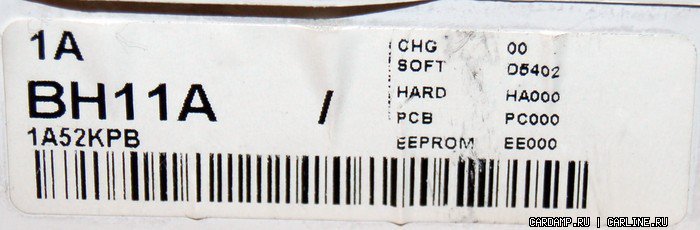 1A
BH11A /
1A52KPB
CHG 00
SOFT D5402
HARD HA000
PCB PC000
EEPROM EE000
CARDAMP.RU | CARLINE.RU